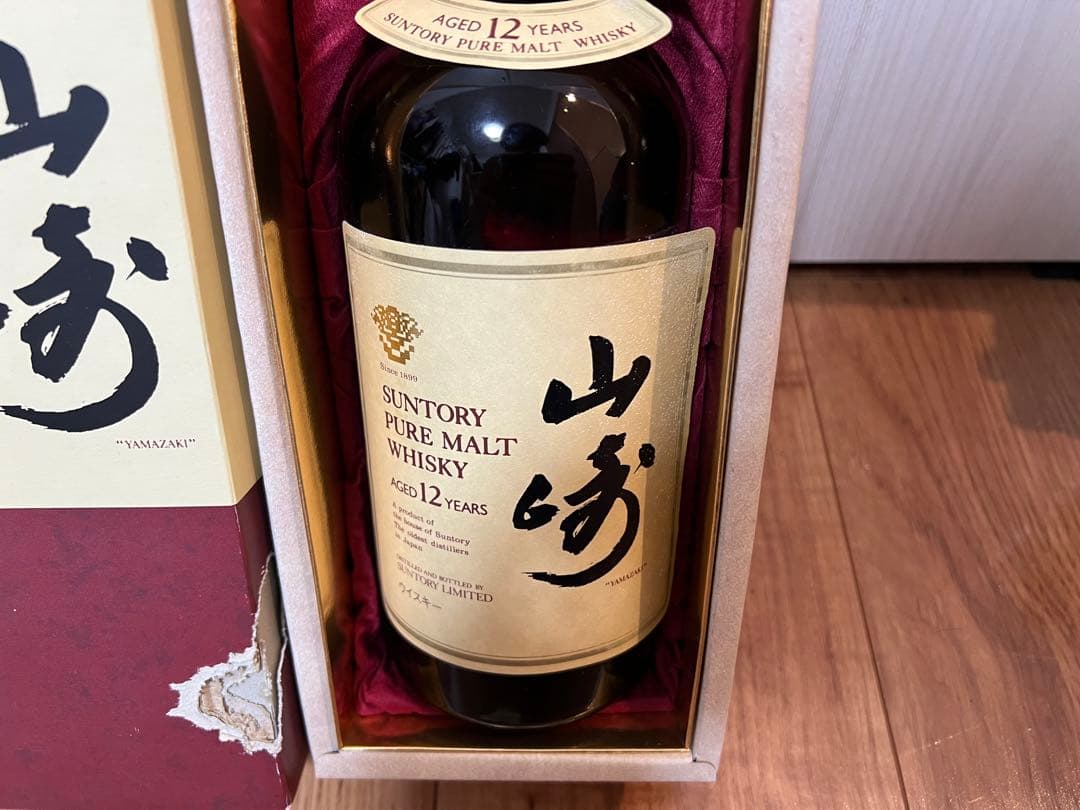 山
崎
"YAMAZAKI"
AGED 12 YEARS
SUNTORY PURE MALT WHISKY
Since 1899
SUNTORY
PURE MALT
WHISKY
AGED 12 YEARS
A product of
the house of Suntory
The oldest distillers
in Japan
DISTILLED AND BOTTLED BY
SUNTORY LIMITED
ウイスキー
山
崎
"YAMAZAKI"